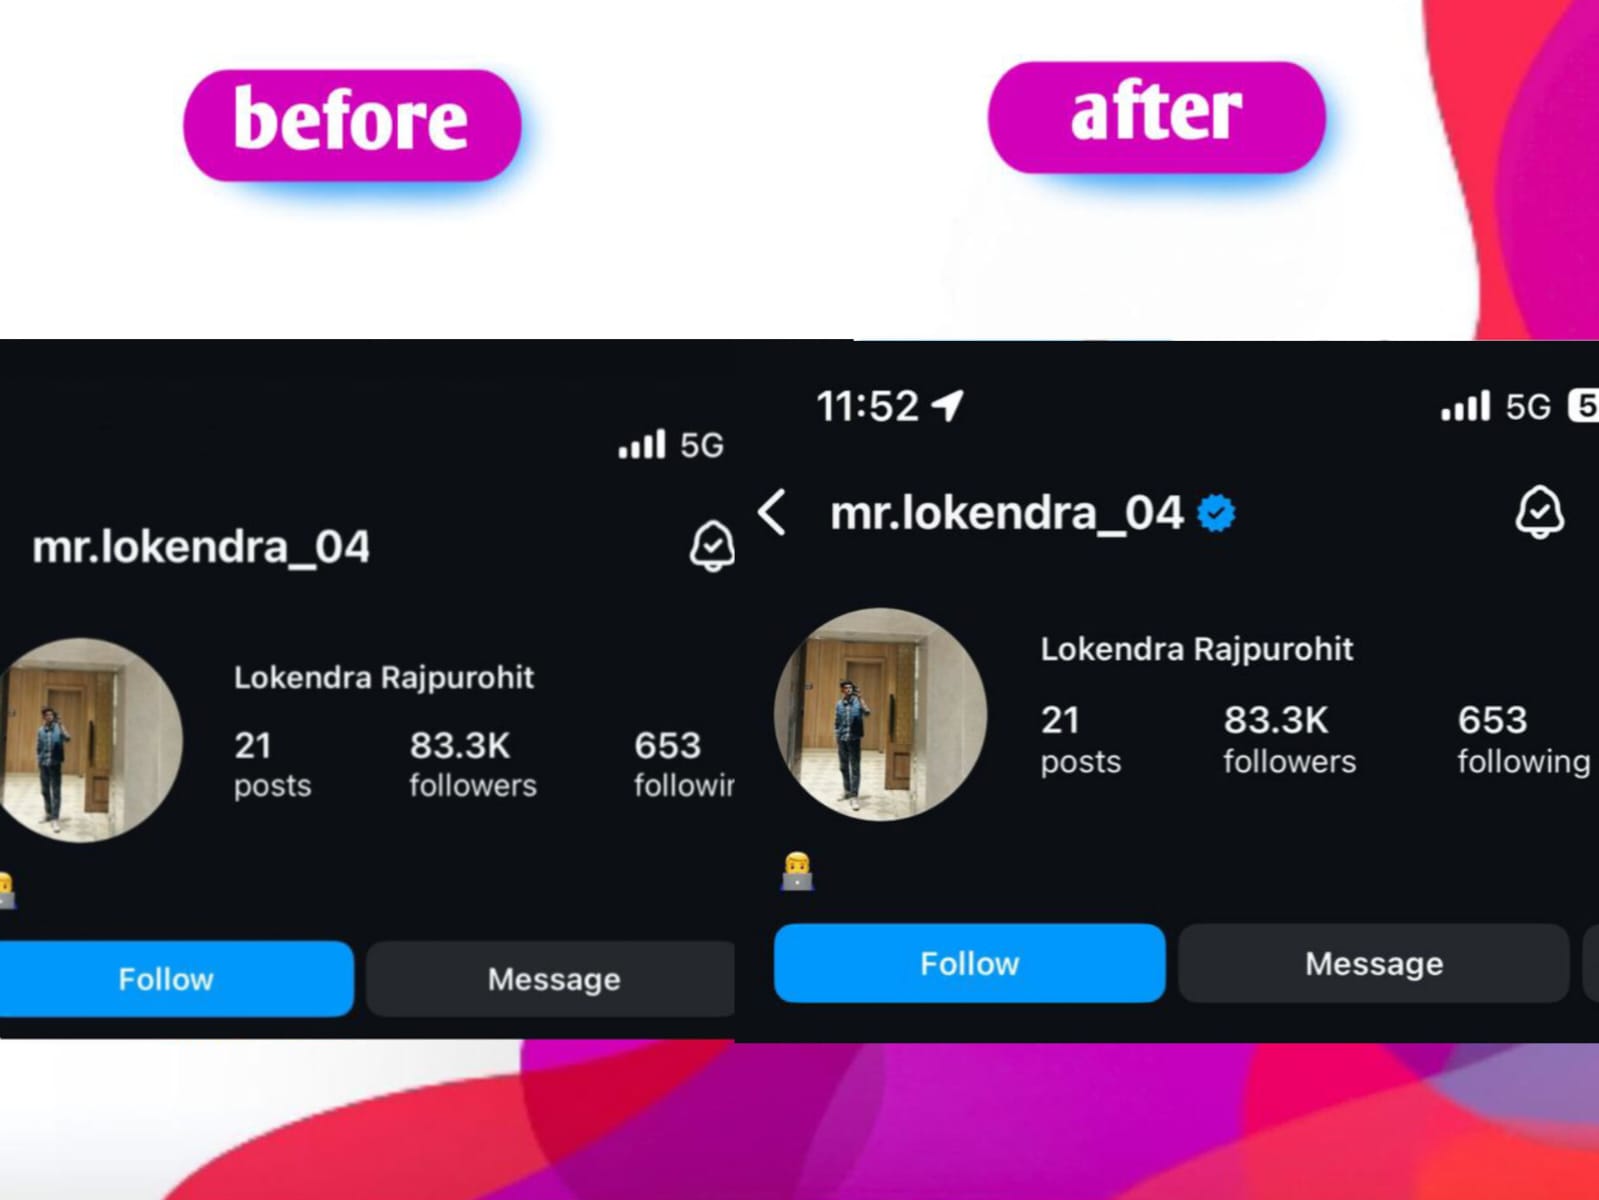 before
after
5G
mr.lokendra_04
Lokendra Rajpurohit
21 83.3K 653
posts followers followin
Follow Message
11:52 5G 5
mr.lokendra_04
Lokendra Rajpurohit
21 83.3K 653
posts followers following
Follow Message